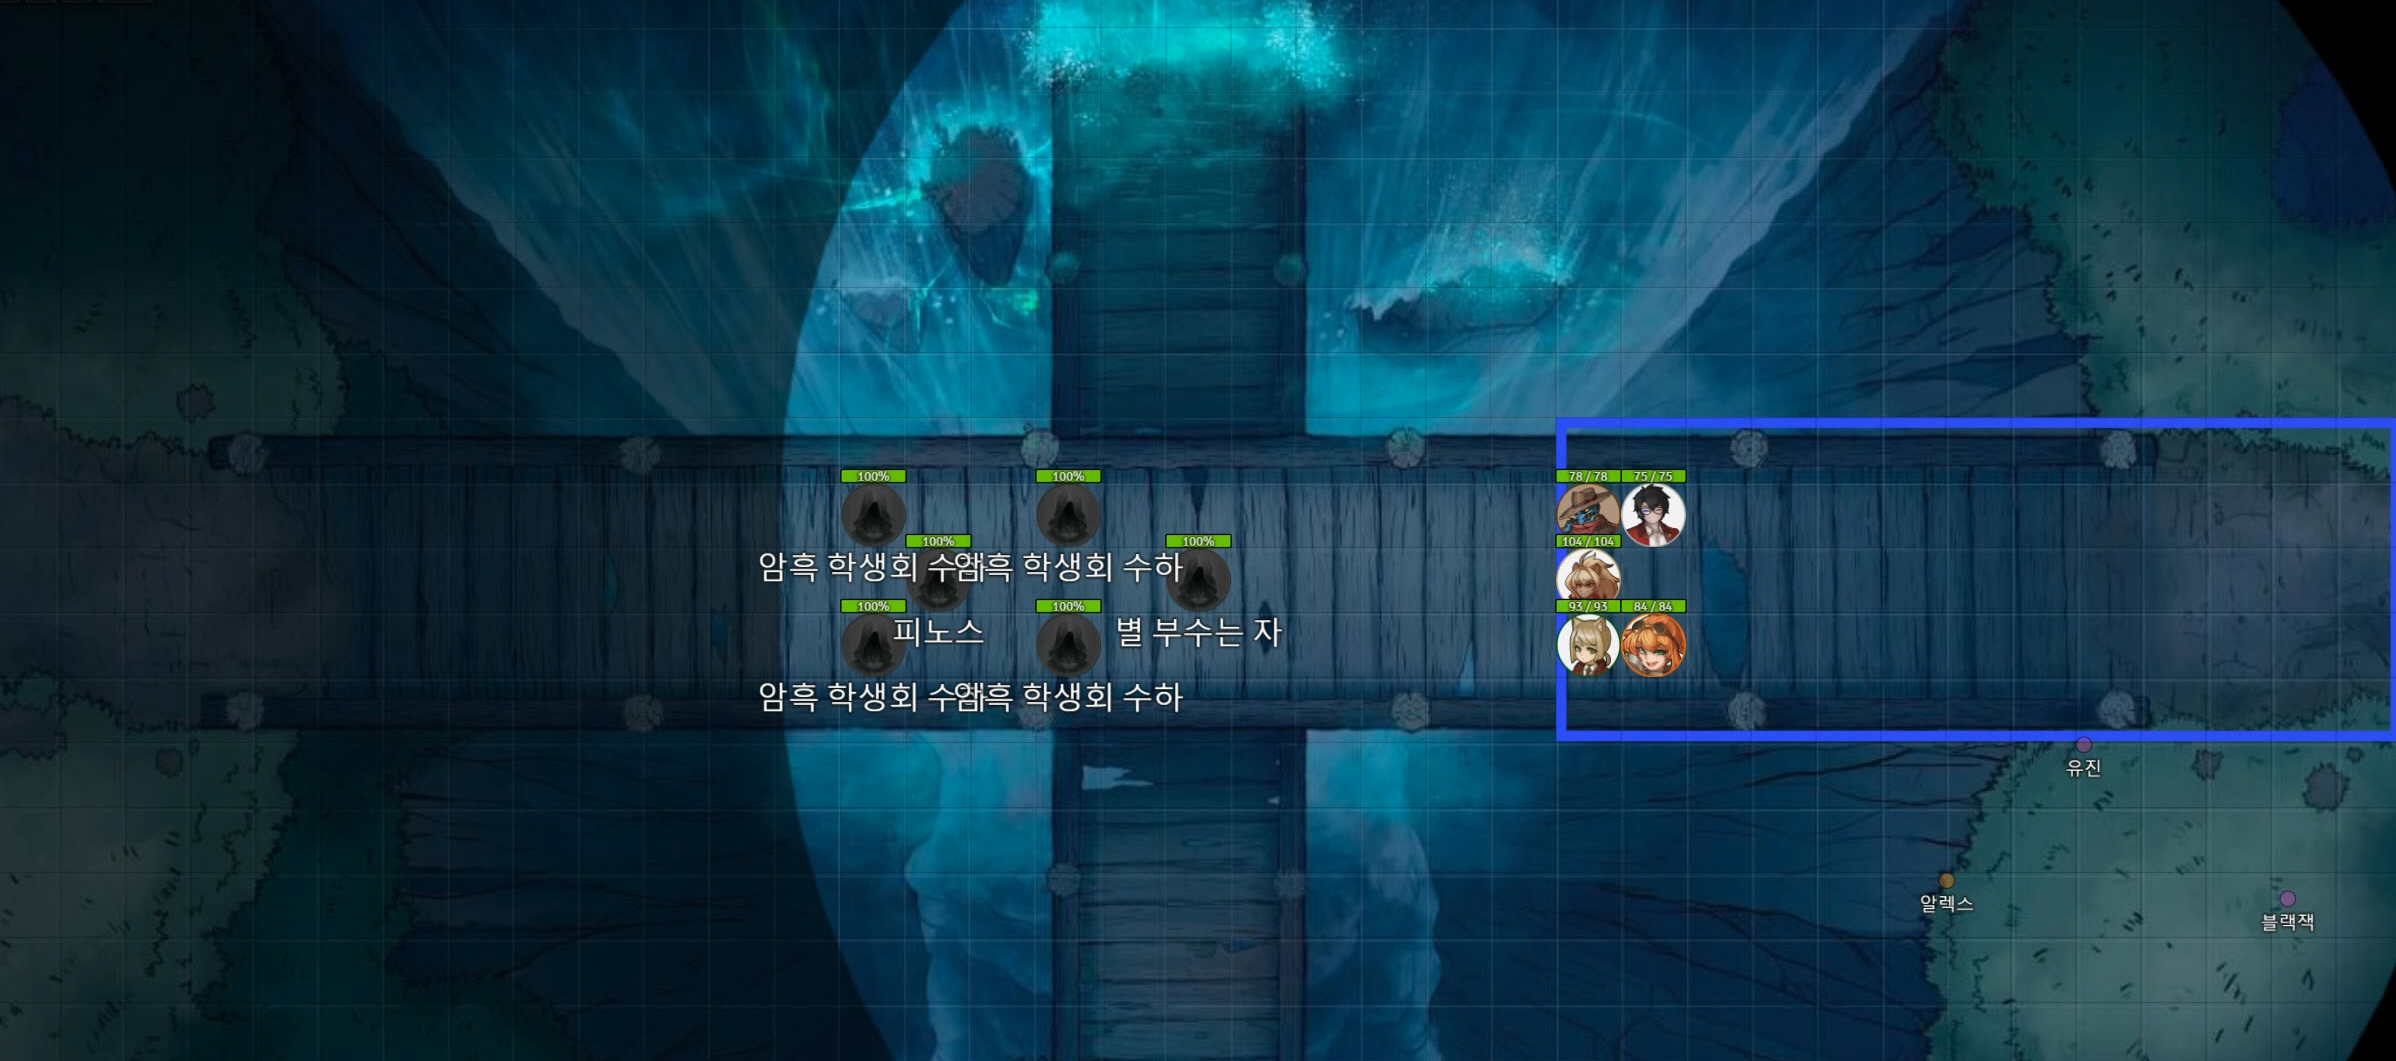 100%
100%
78/78
75/75
100%
100%
104/104
암흑 학생회 수하
암흑 학생회 수하
100%
100%
93/93
84/84
피노스
별 부수는 자
암흑 학생회 수하
암흑 학생회 수하
유진
알렉스
블랙잭